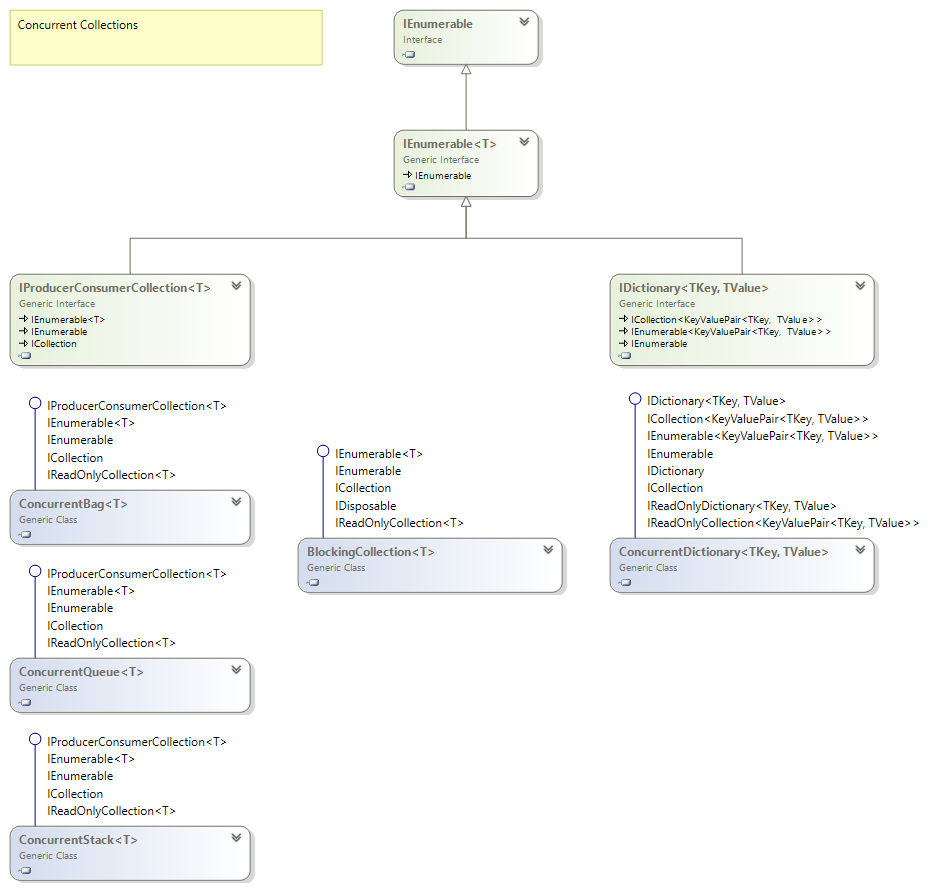 Concurrent Collections
IEnumerable
Interface
IEnumerable<T>
Generic Interface
IEnumerable
IProducerConsumerCollection<T>
Generic Interface
IEnumerable<T>
IEnumerable
ICollection
IDictionary<TKey, TValue>
Generic Interface
ICollection<KeyValuePair<TKey, TValue>>
IEnumerable<KeyValuePair<TKey, TValue>>
IEnumerable
IProducerConsumerCollection<T>
IEnumerable<T>
IEnumerable
ICollection
IReadOnlyCollection<T>
ConcurrentBag<T>
Generic Class
IEnumerable<T>
IEnumerable
ICollection
IDisposable
IReadOnlyCollection<T>
BlockingCollection<T>
Generic Class
IDictionary<TKey, TValue>
ICollection<KeyValuePair<TKey, TValue>>
IEnumerable<KeyValuePair<TKey, TValue>>
IEnumerable
IDictionary
ICollection
IReadOnlyDictionary<TKey, TValue>
IReadOnlyCollection<KeyValuePair<TKey, TValue>>
ConcurrentDictionary<TKey, TValue>
Generic Class
IProducerConsumerCollection<T>
IEnumerable<T>
IEnumerable
ICollection
IReadOnlyCollection<T>
ConcurrentQueue<T>
Generic Class
IProducerConsumerCollection<T>
IEnumerable<T>
IEnumerable
ICollection
IReadOnlyCollection<T>
ConcurrentStack<T>
Generic Class